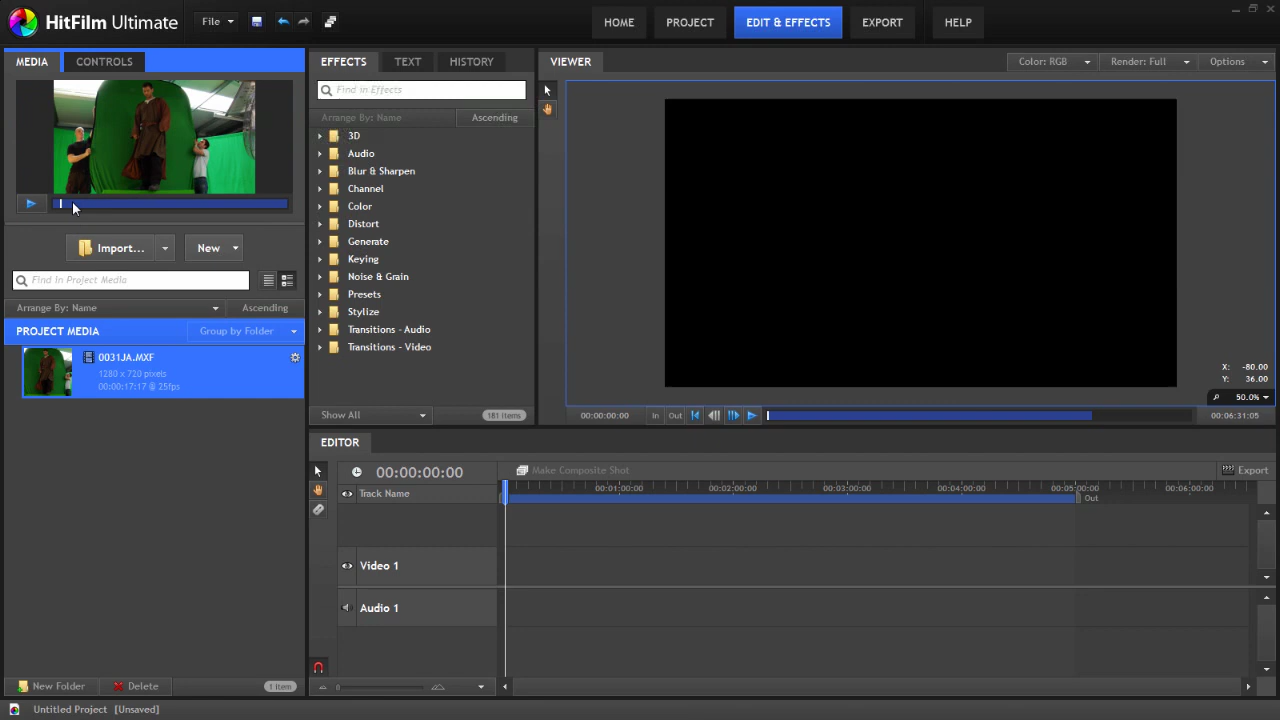 HitFilm Ultimate
File
HOME
PROJECT
EDIT & EFFECTS
EXPORT
HELP
MEDIA
CONTROLS
Import...
New
Find in Project Media
Arrange By: Name
Ascending
PROJECT MEDIA
Group by Folder
0031JA.MXF
1280 x 720 pixels
00:00:17:17 @ 25fps
New Folder
Delete
1 Item
EFFECTS
TEXT
HISTORY
Find in Effects
Arrange By: Name
Ascending
3D
Audio
Blur & Sharpen
Channel
Color
Distort
Generate
Keying
Noise & Grain
Presets
Stylize
Transitions - Audio
Transitions - Video
Show All
181 Items
VIEWER
Color: RGB
Render: Full
Options
X: -80.00
Y: 36.00
50.0%
00:00:00:00
In
Out
00:06:31:05
EDITOR
00:00:00:00
Make Composite Shot
Export
Track Name
00:01:00:00
00:02:00:00
00:03:00:00
00:04:00:00
00:05:00:00
00:06:00:00
Out
Video 1
Audio 1
Untitled Project [Unsaved]